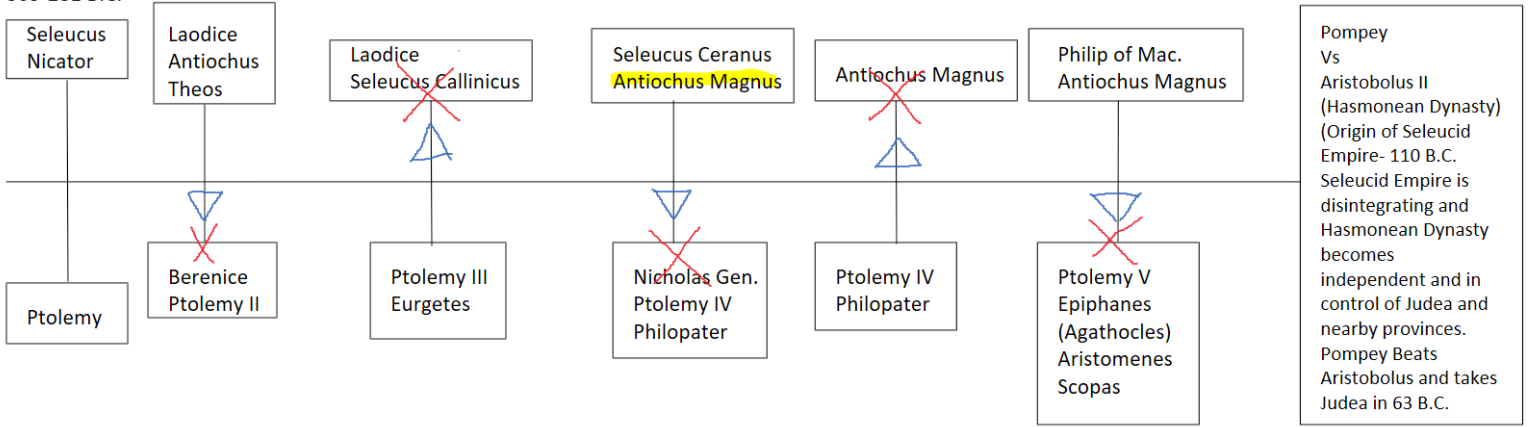 Seleucus
Nicator
Laodice
Antiochus
Theos
Laodice
Seleucus Callinicus
Seleucus Ceranus
Antiochus Magnus
Antiochus Magnus
Philip of Mac.
Antiochus Magnus
Ptolemy
Berenice
Ptolemy II
Ptolemy III
Eurgetes
Nicholas Gen.
Ptolemy IV
Philopater
Ptolemy IV
Philopater
Ptolemy V
Epiphanes
(Agathocles)
Aristomenes
Scopas
Pompey
Vs
Aristobolus II
(Hasmonean Dynasty)
(Origin of Seleucid
Empire- 110 B.C.
Seleucid Empire is
disintegrating and
Hasmonean Dynasty
becomes
independent and in
control of Judea and
nearby provinces.
Pompey Beats
Aristobolus and takes
Judea in 63 B.C.